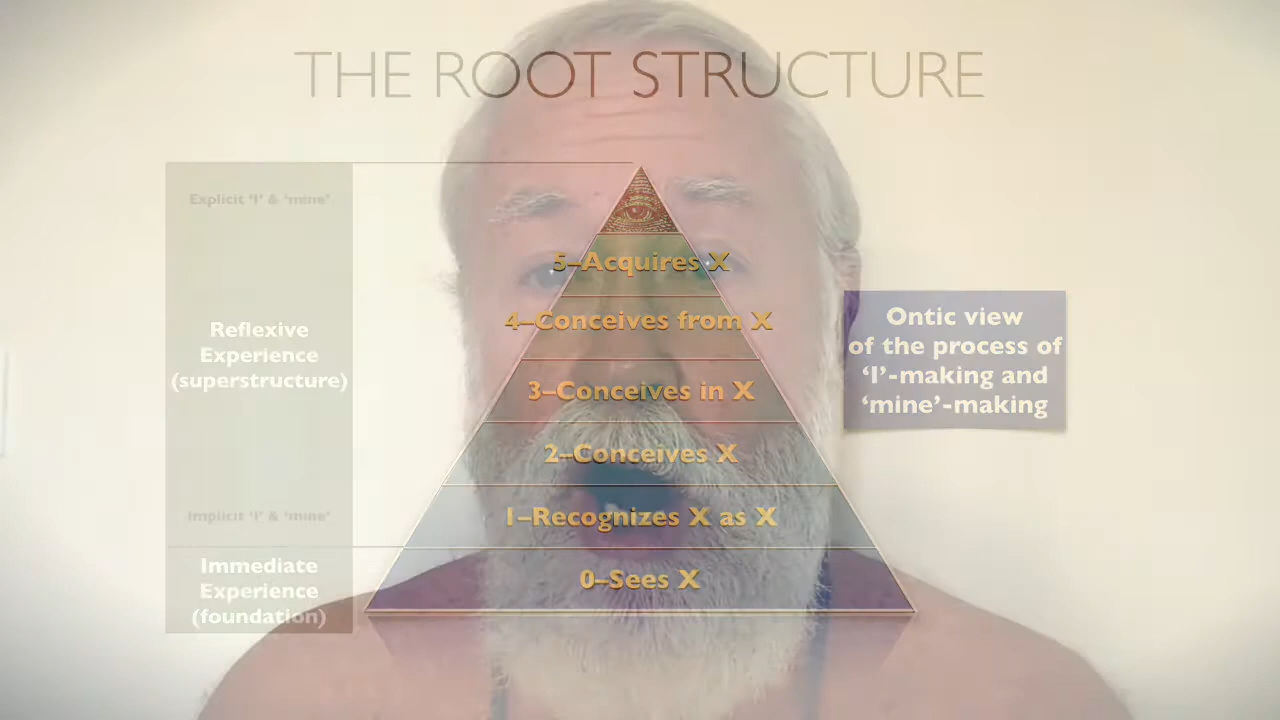 THE ROOT STRUCTURE
Explicit ‘I’ & ‘mine’
Reflexive
Experience
(superstructure)
Implicit ‘I’ & ‘mine’
Immediate
Experience
(foundation)
5–Acquires X
4–Conceives from X
3–Conceives in X
2–Conceives X
1–Recognizes X as X
0–Sees X
Ontic view
of the process of
‘I’-making and
‘mine’-making